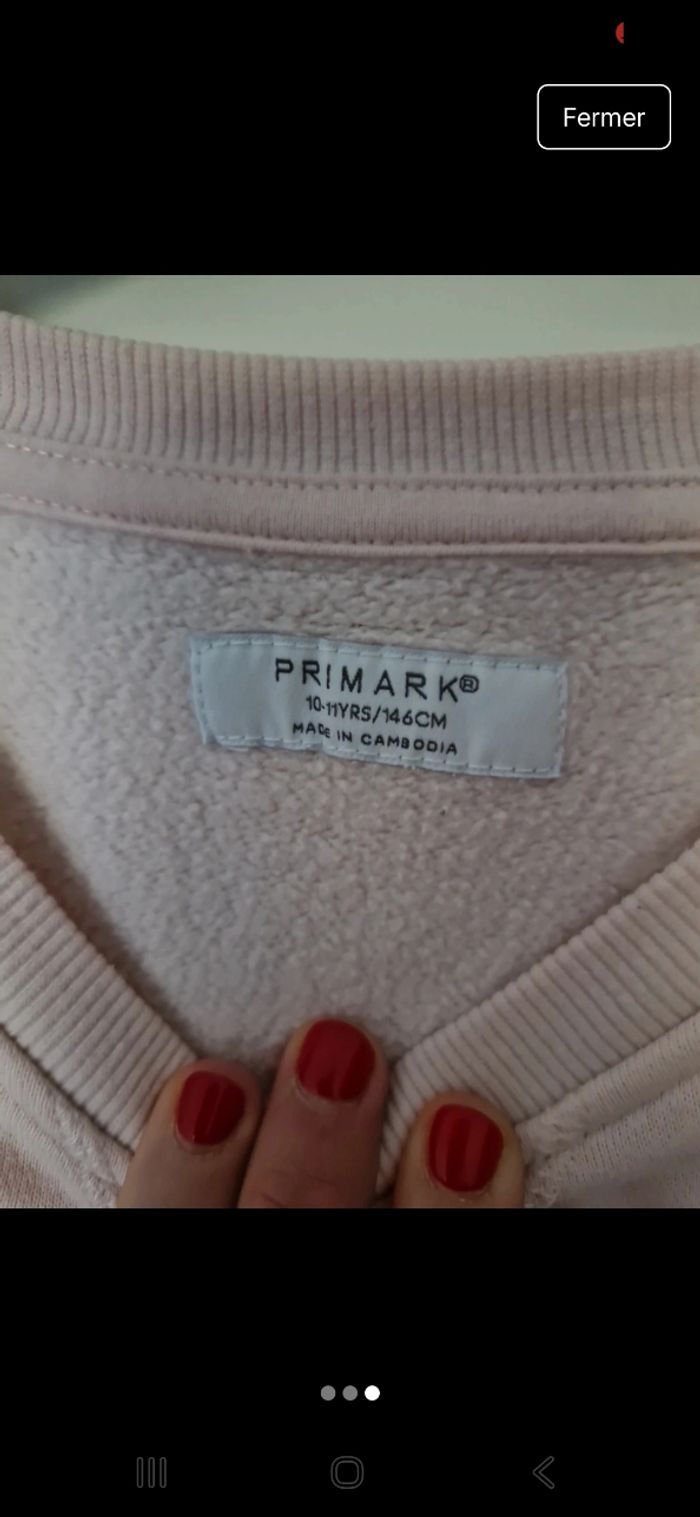 Fermer
PRIMARK®
10-11YRS/146CM
MADE IN CAMBODIA